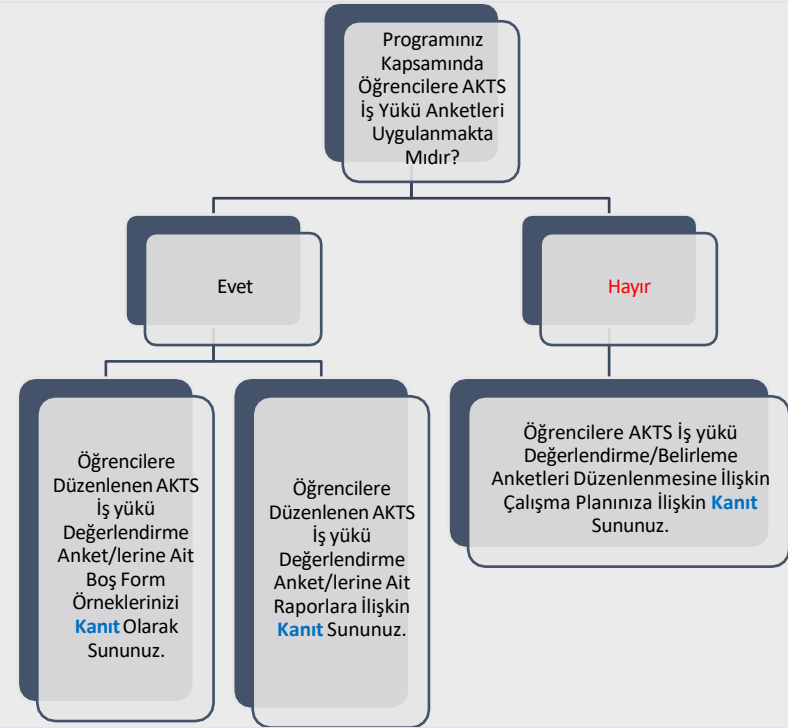 Programınız
Kapsamında
Öğrencilere AKTS
İş Yükü Anketleri
Uygulanmakta
Mıdır?
Evet
Hayır
Öğrencilere
Düzenlenen AKTS
İş yükü
Değerlendirme
Anket/lerine Ait
Boş Form
Örneklerinizi
Kanıt Olarak
Sununuz.
Öğrencilere
Düzenlenen AKTS
İş yükü
Değerlendirme
Anket/lerine Ait
Raporlara İlişkin
Kanıt Sununuz.
Öğrencilere AKTS İş yükü
Değerlendirme/Belirleme
Anketleri Düzenlenmesine İlişkin
Çalışma Planınıza İlişkin Kanıt
Sununuz.